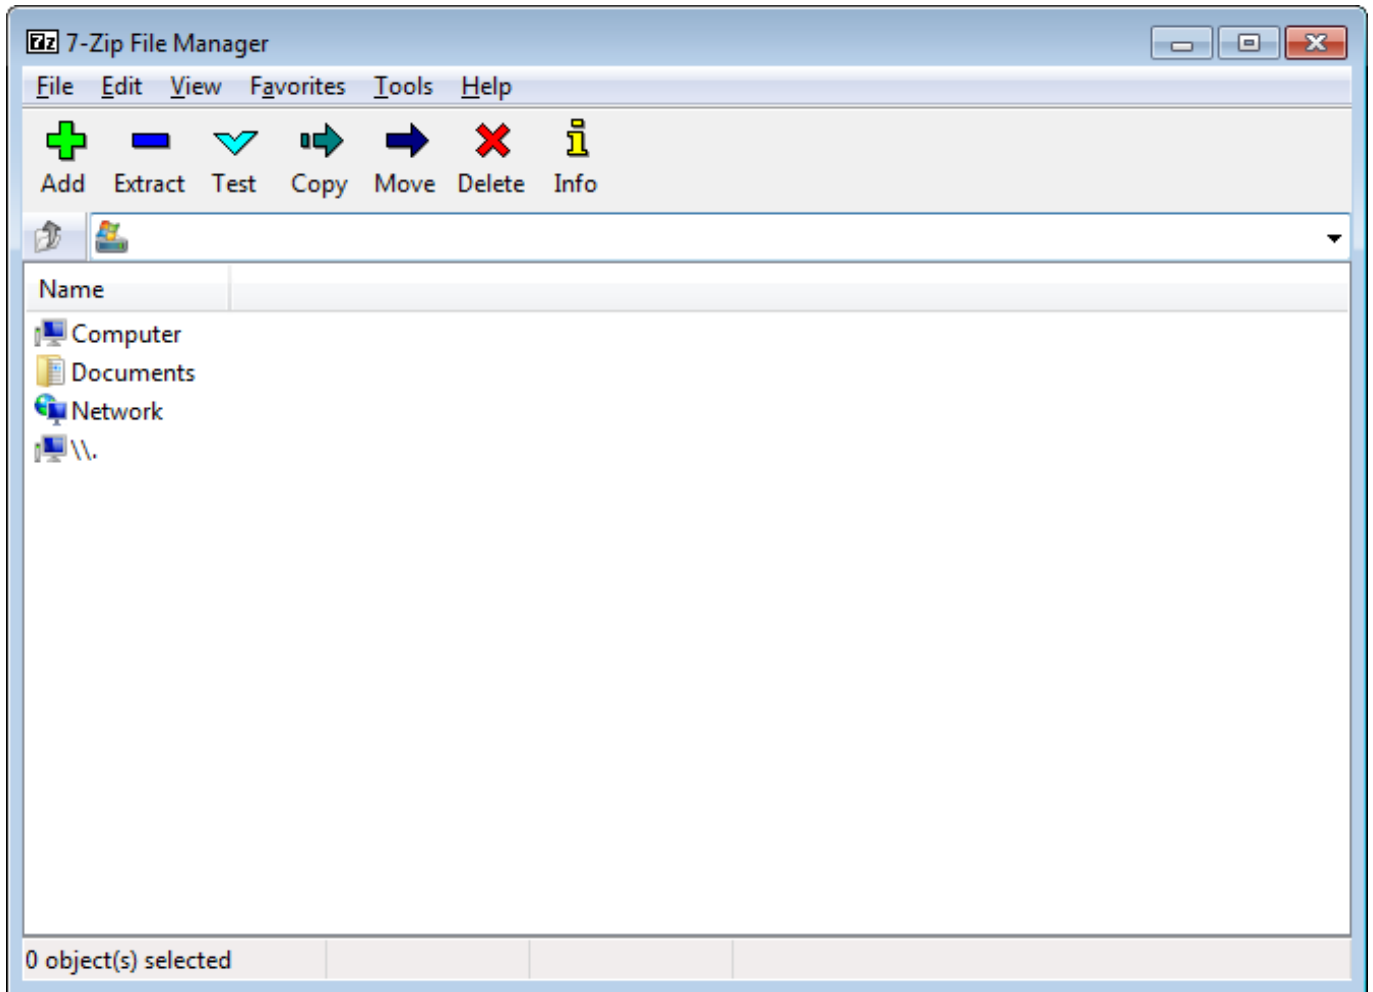 7z 7-Zip File Manager
File Edit View Favorites Tools Help
Add Extract Test Copy Move Delete Info
Name
Computer
Documents
Network
\\.
0 object(s) selected